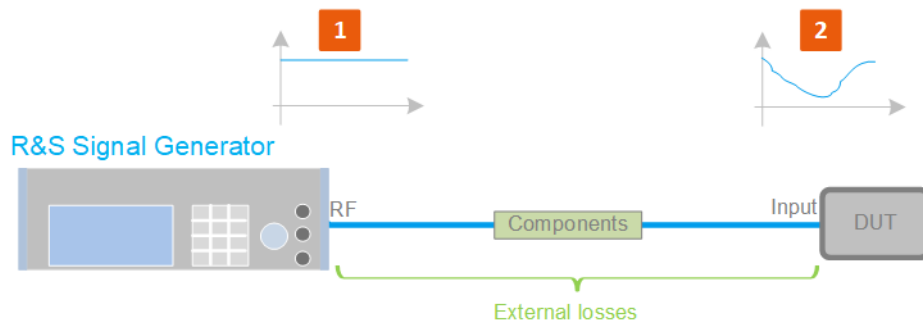 1
2
R&S Signal Generator
RF
Components
Input
DUT
External losses